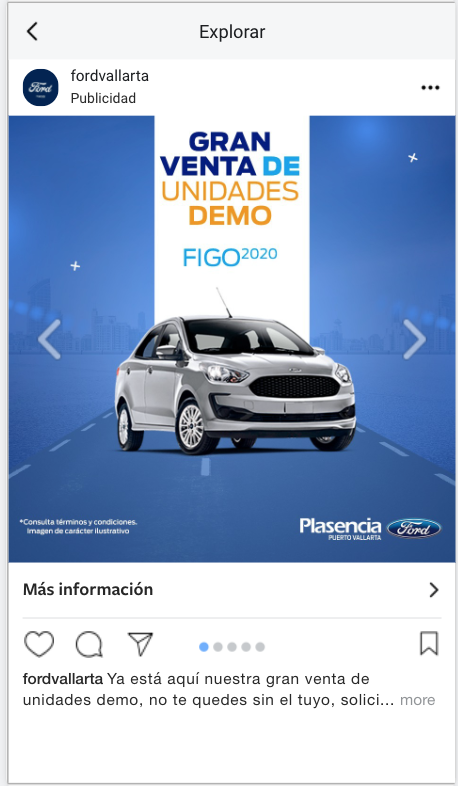 Explorar
Ford
fordvallarta
Publicidad
GRAN
VENTA DE
UNIDADES
DEMO
FIGO2020
*Consulta términos y condiciones.
Imagen de carácter ilustrativo
Plasencia
PUERTO VALLARTA
Ford
Más información
fordvallarta Ya está aquí nuestra gran venta de
unidades demo, no te quedes sin el tuyo, solici... more